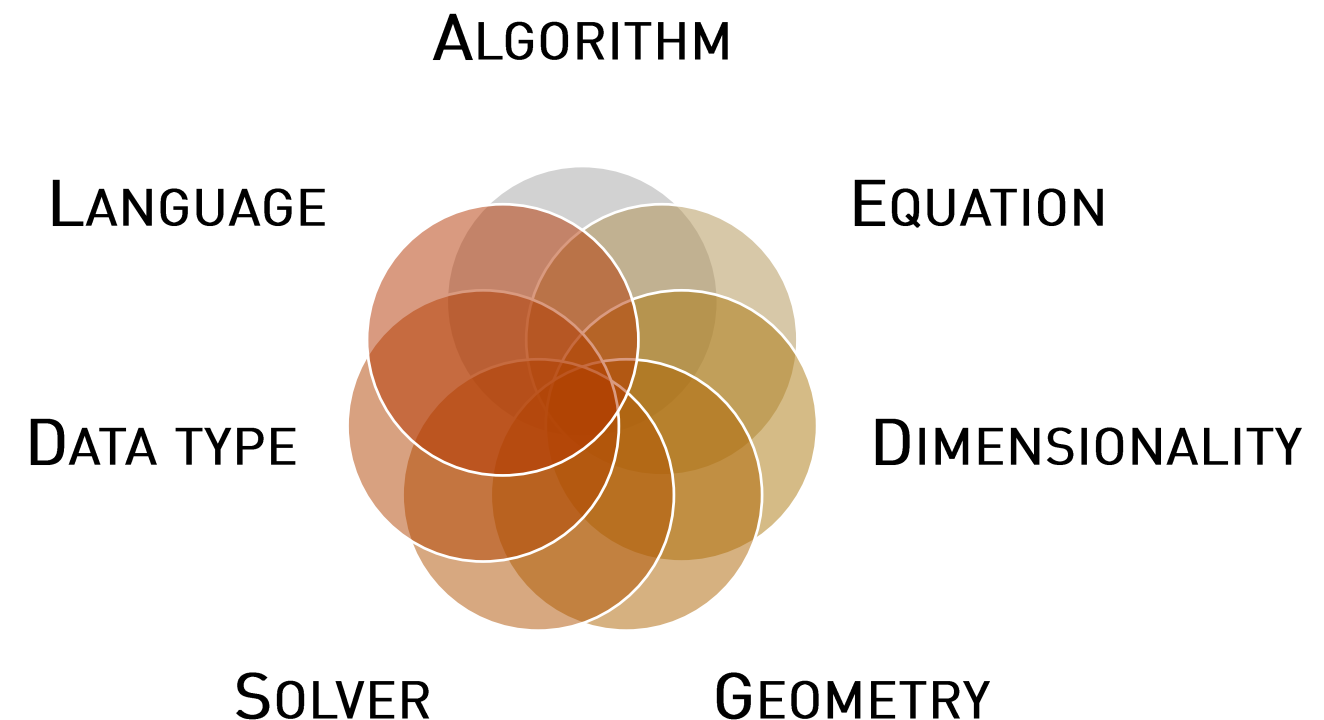 ALGORITHM
LANGUAGE
EQUATION
DATA TYPE
DIMENSIONALITY
SOLVER
GEOMETRY